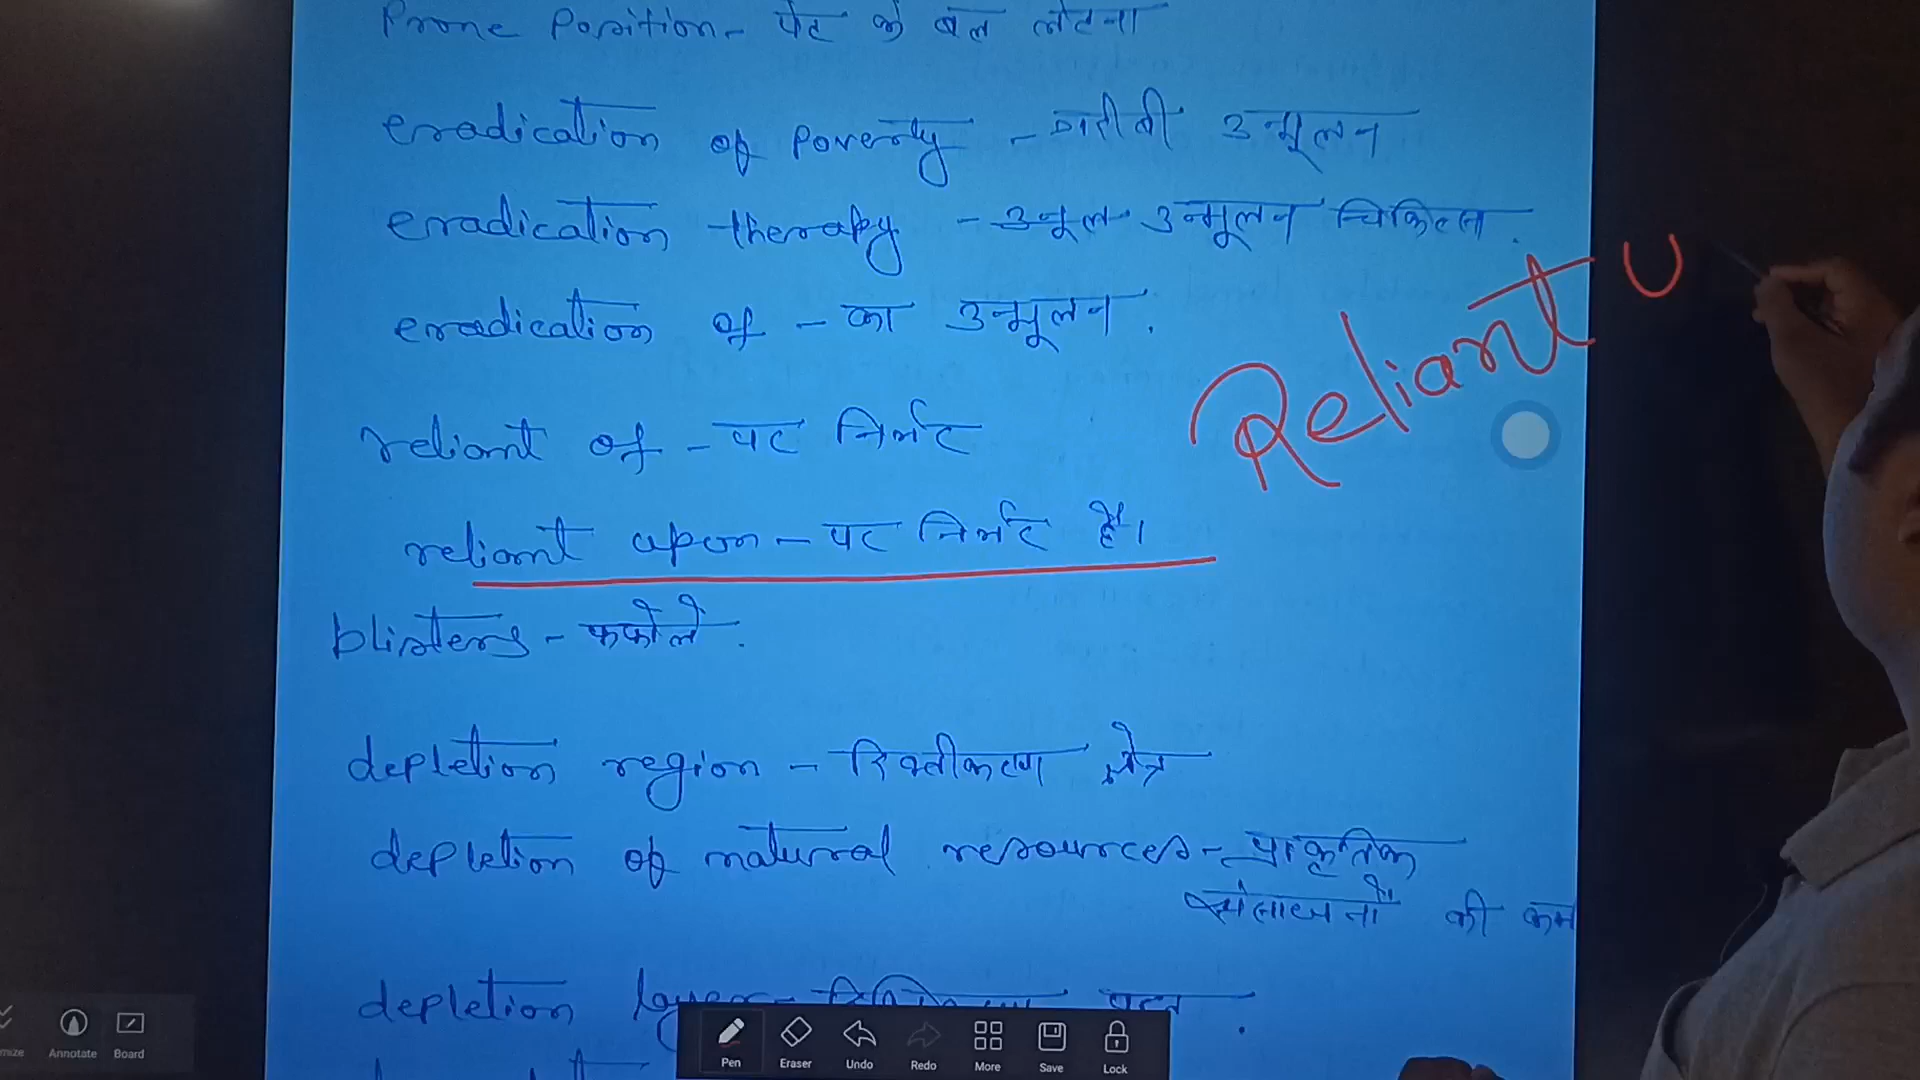 Prone Position - पेट के बल लेटना
eradication of poverty - गरीबी उन्मूलन
eradication therapy - उन्मूलन चिकित्सा.
eradication of - का उन्मूलन.
Reliant U
reliant of - पर निर्भर
reliant upon - पर निर्भर है।
blisters - फफोले.
depletion region - रिक्तीकरण क्षेत्र
depletion of natural resources - प्राकृतिक
संसाधनों की कम
depletion layer - परत.
Annotate
Board
Pen
Eraser
Undo
Redo
More
Save
Lock